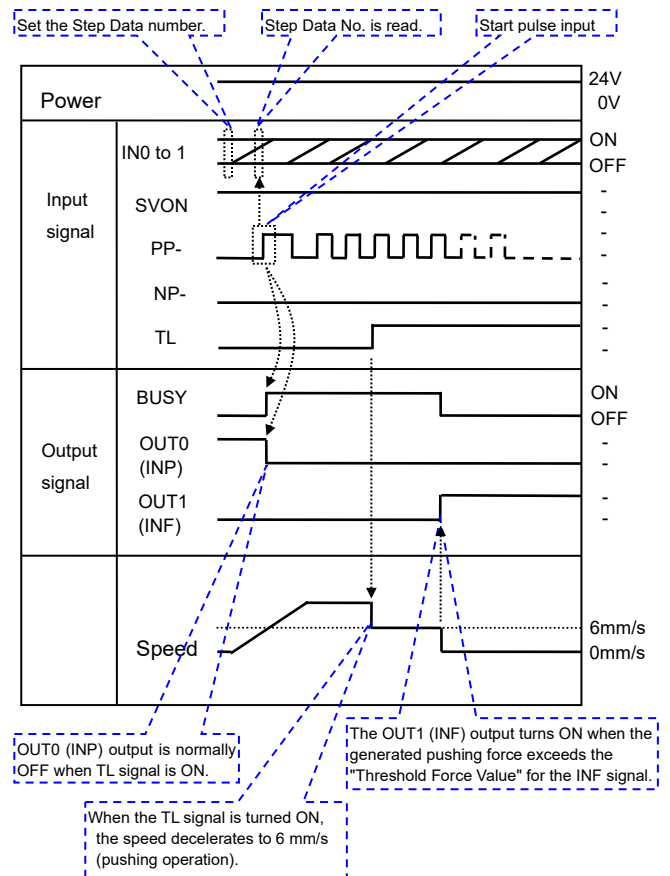 Set the Step Data number.
Step Data No. is read.
Start pulse input
Power
24V
0V
Input
signal
IN0 to 1
ON
OFF
SVON
-
-
PP-
-
-
NP-
-
-
TL
-
-
Output
signal
BUSY
ON
OFF
OUT0
(INP)
-
-
OUT1
(INF)
-
-
Speed
6mm/s
0mm/s
OUT0 (INP) output is normally
OFF when TL signal is ON.
The OUT1 (INF) output turns ON when the
generated pushing force exceeds the
"Threshold Force Value" for the INF signal.
When the TL signal is turned ON,
the speed decelerates to 6 mm/s
(pushing operation).